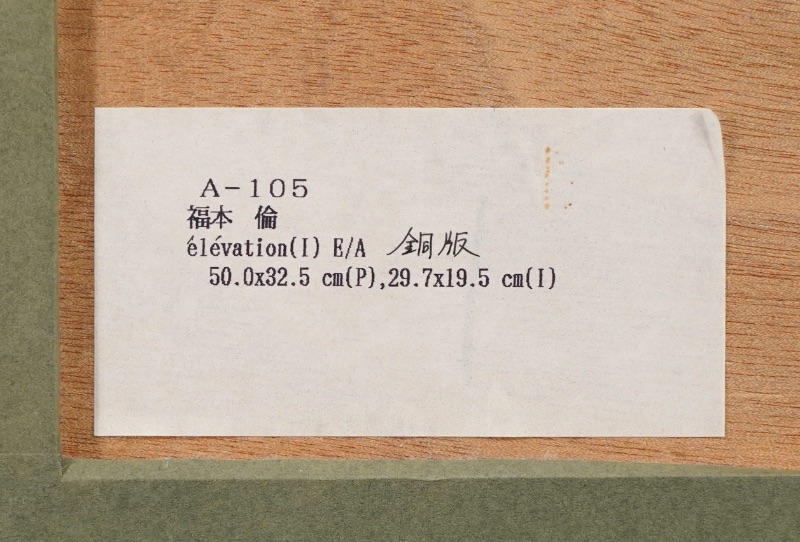 A-105
福本 倫
élévation(I) E/A 銅版
50.0x32.5 cm(P),29.7x19.5 cm(I)